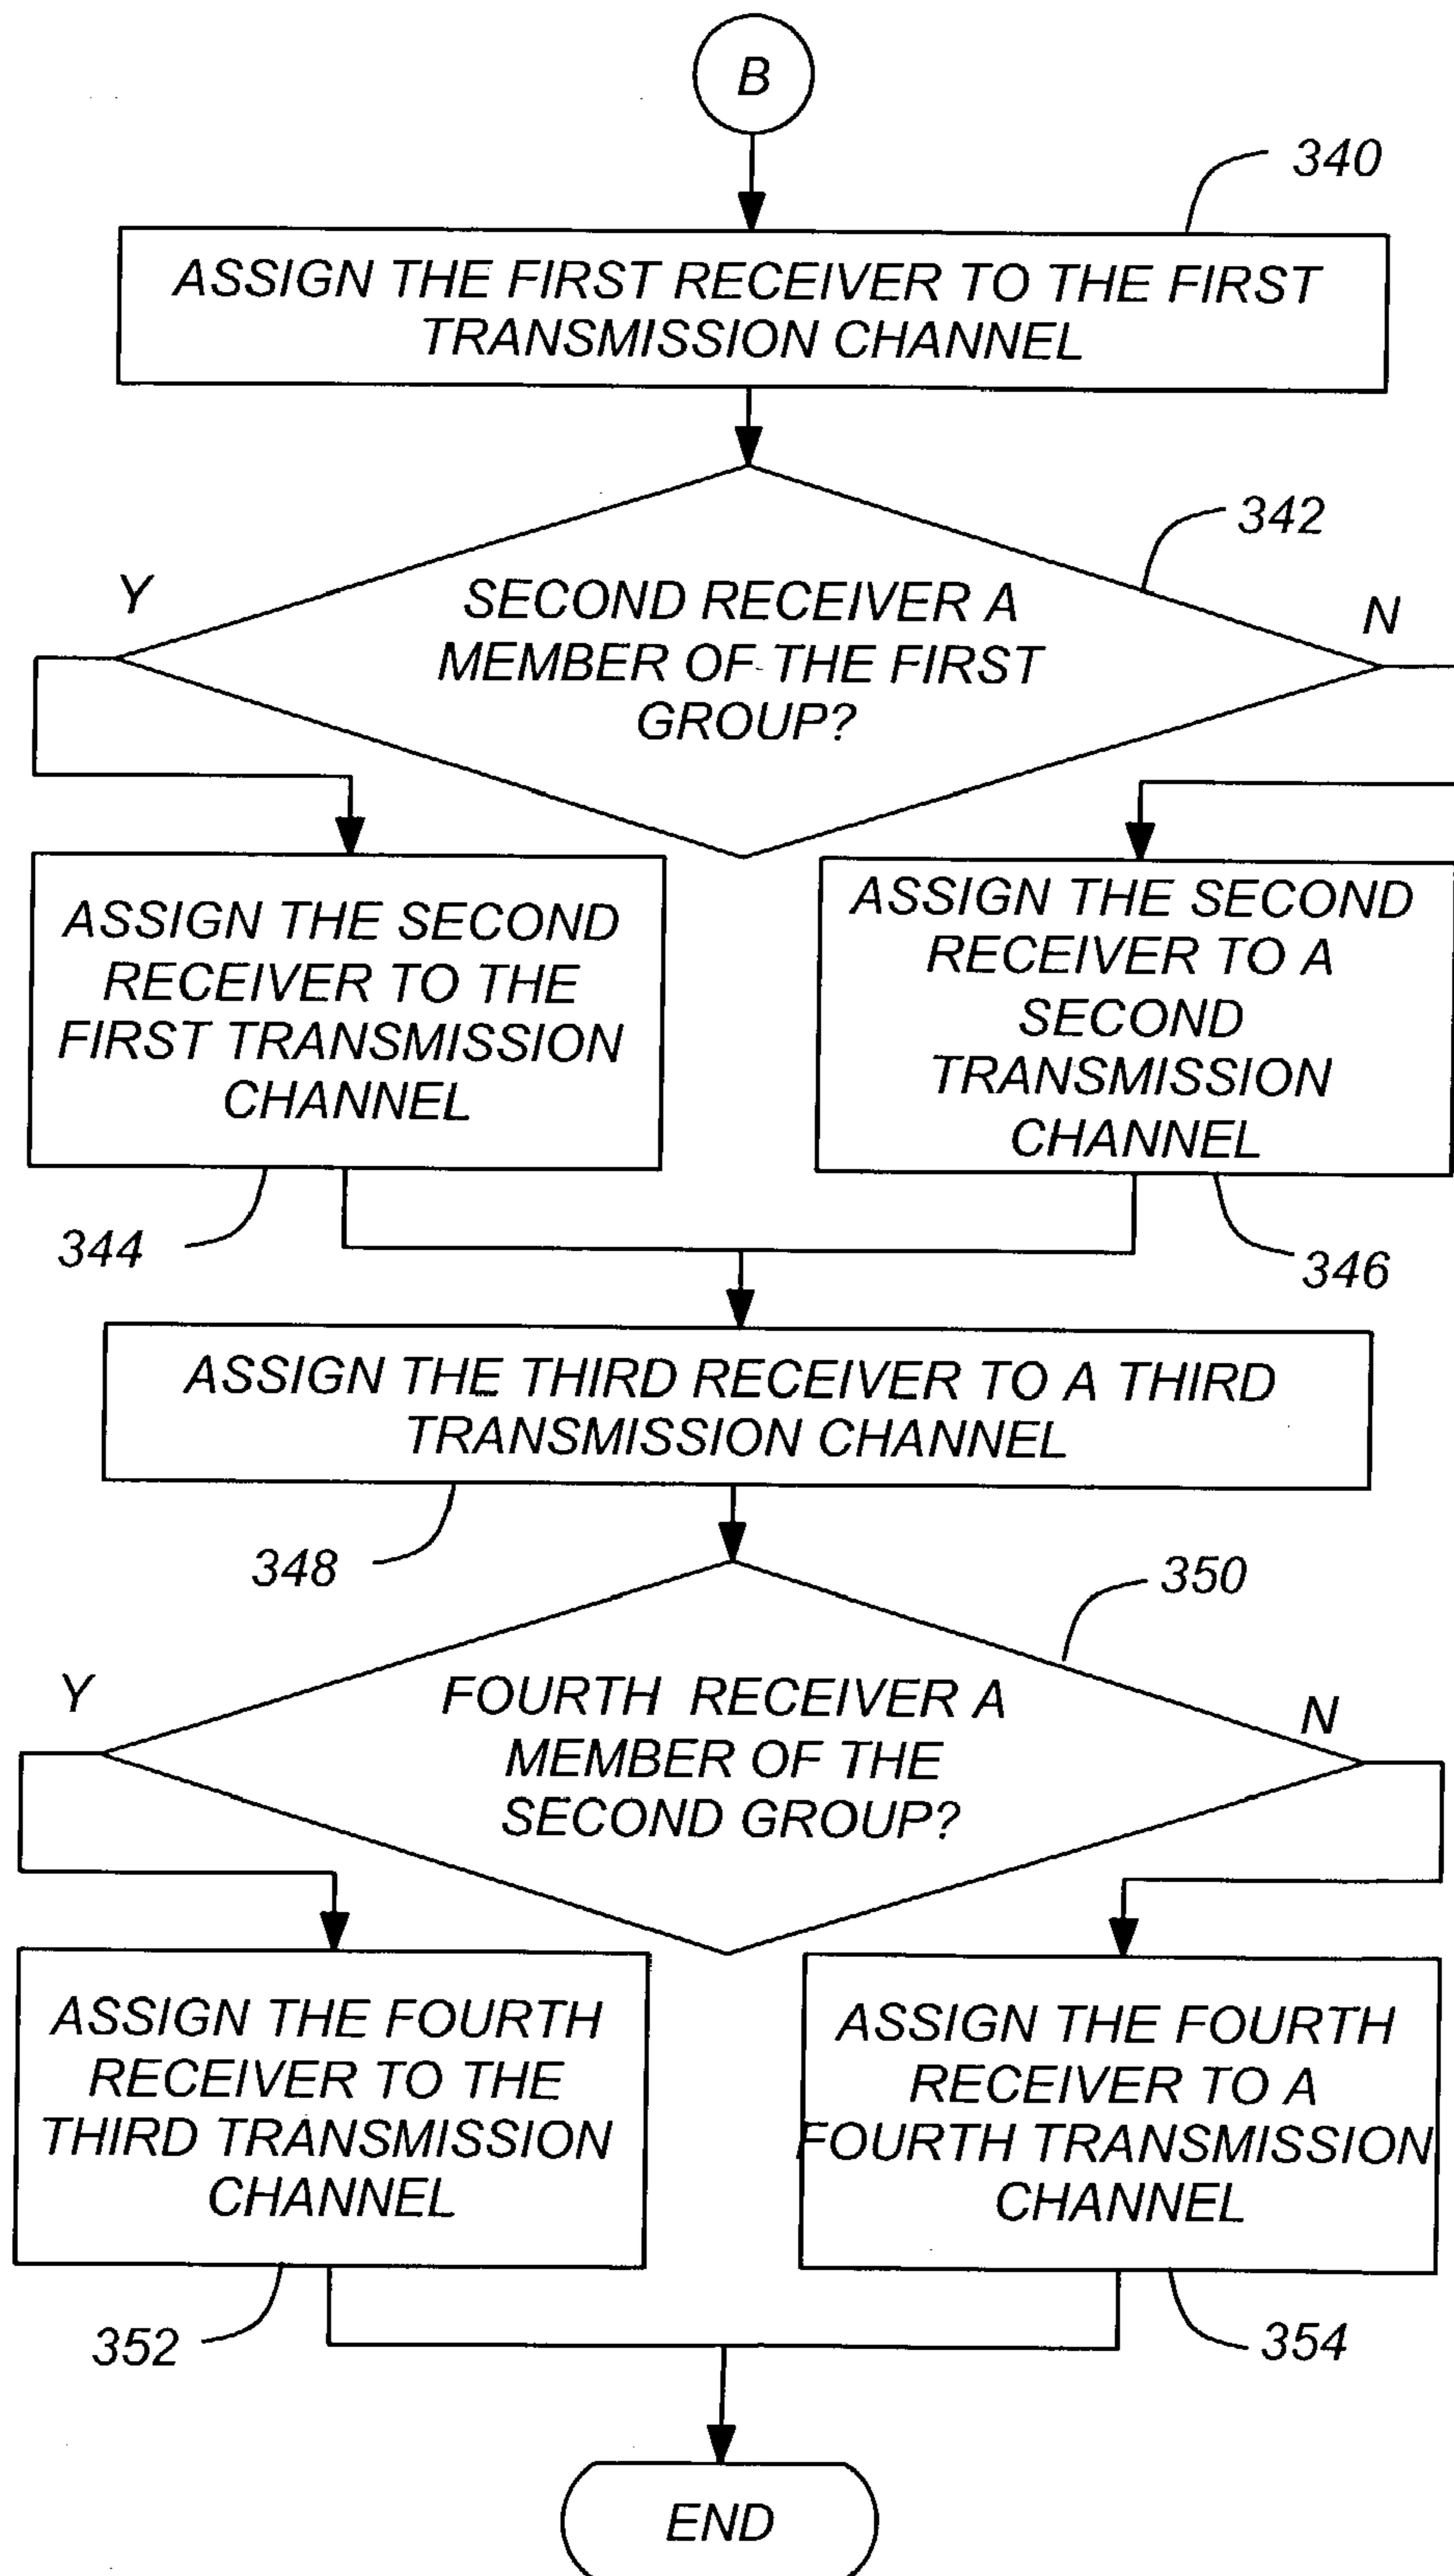 B
340
ASSIGN THE FIRST RECEIVER TO THE FIRST
TRANSMISSION CHANNEL
342
Y
N
SECOND RECEIVER A
MEMBER OF THE FIRST
GROUP?
ASSIGN THE SECOND
RECEIVER TO THE
FIRST TRANSMISSION
CHANNEL
ASSIGN THE SECOND
RECEIVER TO A
SECOND
TRANSMISSION
CHANNEL
344
346
ASSIGN THE THIRD RECEIVER TO A THIRD
TRANSMISSION CHANNEL
348
350
Y
N
FOURTH RECEIVER A
MEMBER OF THE
SECOND GROUP?
ASSIGN THE FOURTH
RECEIVER TO THE
THIRD TRANSMISSION
CHANNEL
ASSIGN THE FOURTH
RECEIVER TO A
FOURTH TRANSMISSION
CHANNEL
352
354
END